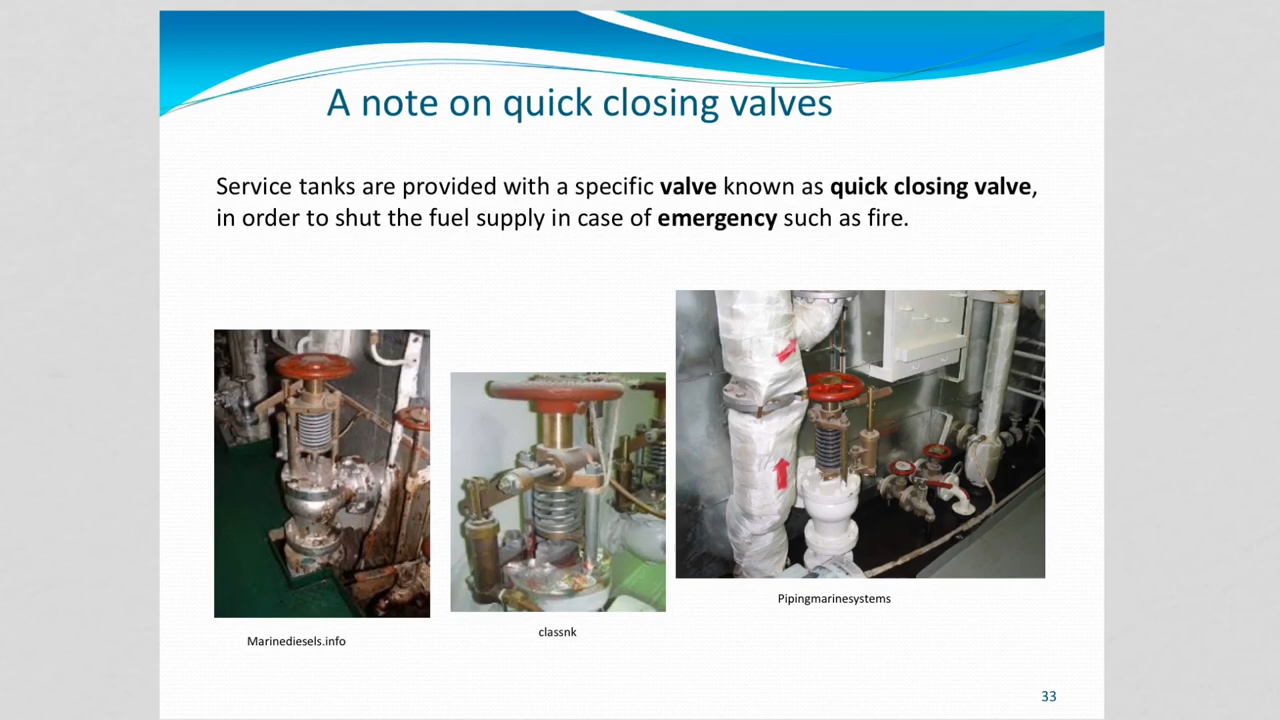 A note on quick closing valves
Service tanks are provided with a specific valve known as quick closing valve,
in order to shut the fuel supply in case of emergency such as fire.
Pipingmarinesystems
classnk
Marinediesels.info
33